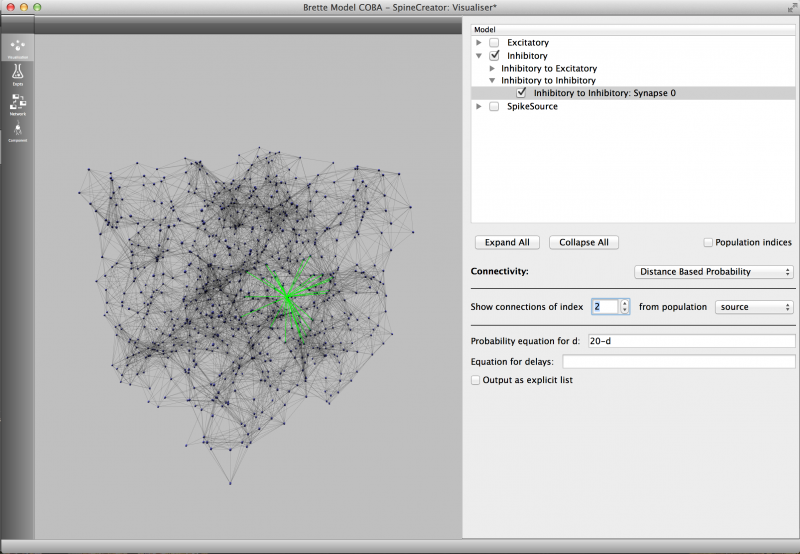 Brette Model COBA – SpineCreator: Visualiser*
Visualisation
Expts
Network
Component
Model
Excitatory
Inhibitory
Inhibitory to Excitatory
Inhibitory to Inhibitory
Inhibitory to Inhibitory: Synapse 0
SpikeSource
Expand All Collapse All Population indices
Connectivity: Distance Based Probability
Show connections of index 2 from population source
Probability equation for d: 20-d
Equation for delays:
Output as explicit list